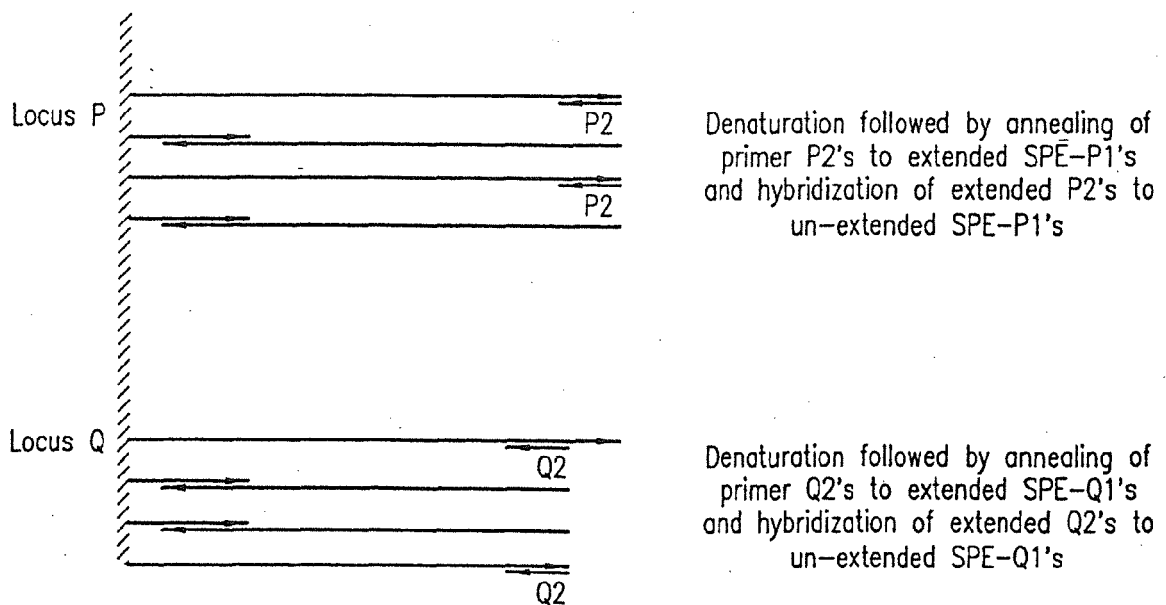 Locus P
P2
P2
Denaturation followed by annealing of
primer P2's to extended SPE-P1's
and hybridization of extended P2's to
un-extended SPE-P1's
Locus Q
Q2
Q2
Denaturation followed by annealing of
primer Q2's to extended SPE-Q1's
and hybridization of extended Q2's to
un-extended SPE-Q1's